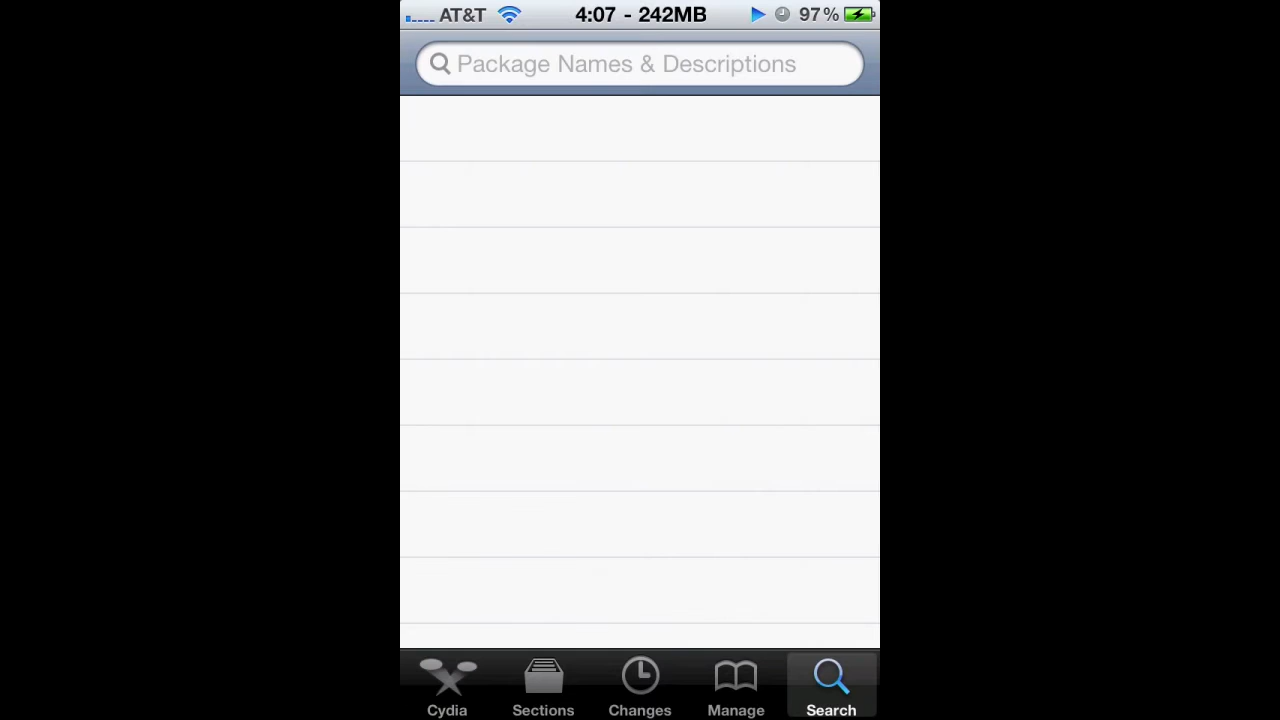 AT&T 4:07 - 242MB 97%
Package Names & Descriptions
Cydia Sections Changes Manage Search